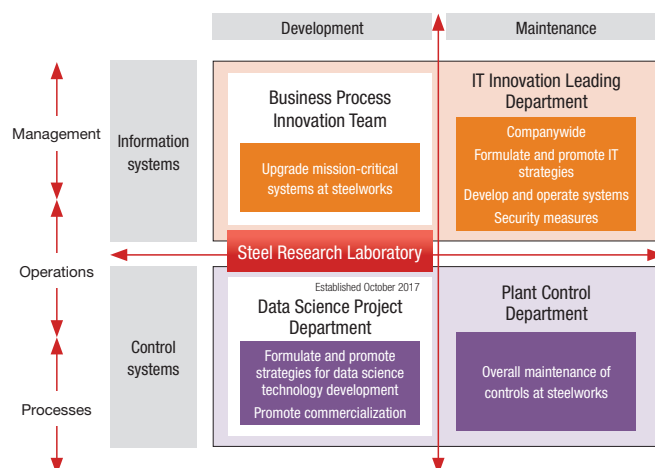 Development
Maintenance
Management
Operations
Processes
Information
systems
Control
systems
Business Process
Innovation Team
Upgrade mission-critical
systems at steelworks
IT Innovation Leading
Department
Companywide
Formulate and promote IT
strategies
Develop and operate systems
Security measures
Steel Research Laboratory
Established October 2017
Data Science Project
Department
Formulate and promote
strategies for data science
technology development
Promote commercialization
Plant Control
Department
Overall maintenance of
controls at steelworks